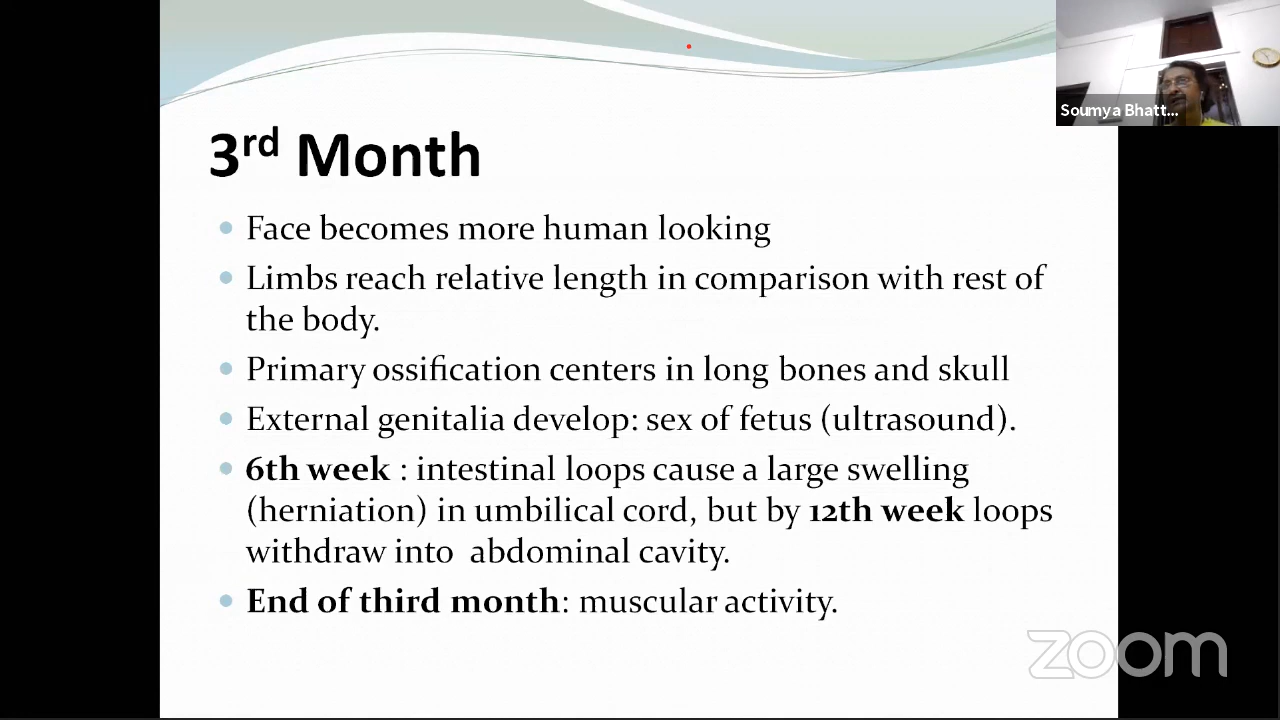 Soumya Bhatt...
3rd Month
Face becomes more human looking
Limbs reach relative length in comparison with rest of
the body.
Primary ossification centers in long bones and skull
External genitalia develop: sex of fetus (ultrasound).
6th week : intestinal loops cause a large swelling
(herniation) in umbilical cord, but by 12th week loops
withdraw into abdominal cavity.
End of third month: muscular activity.
zoom